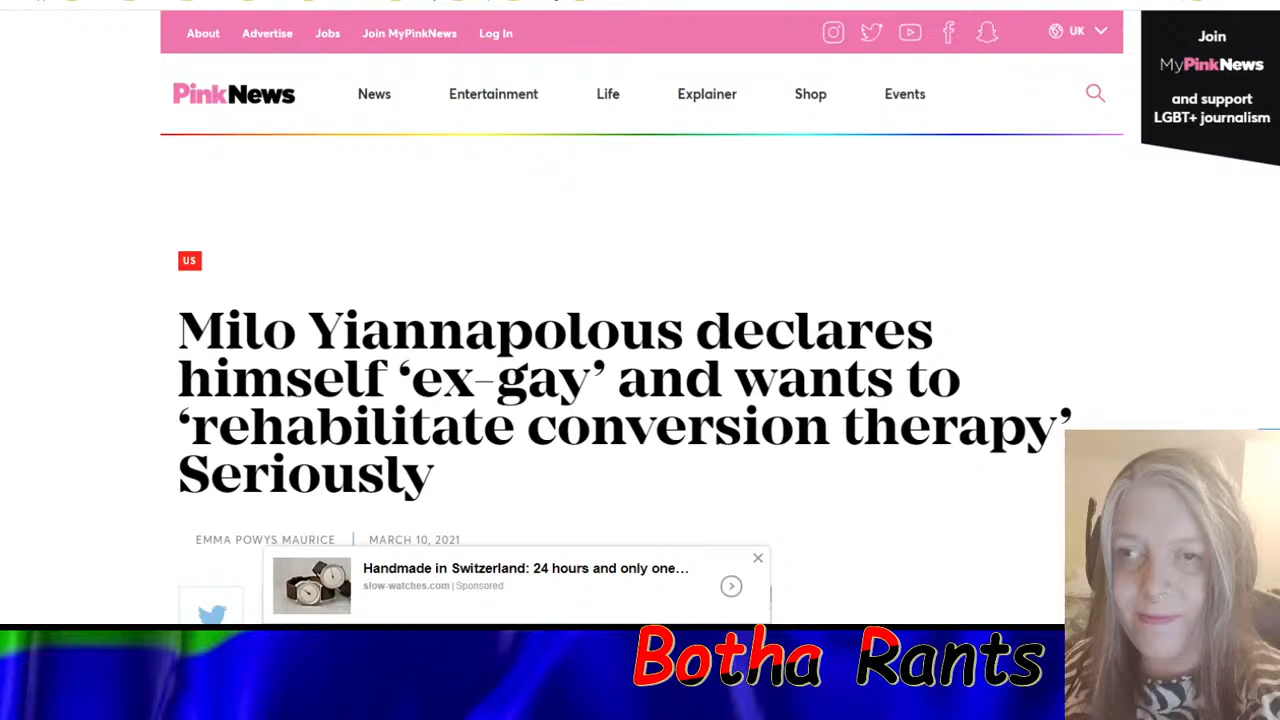 About Advertise Jobs Join MyPinkNews Log In UK
Join
MyPinkNews
and support
LGBT+ journalism
PinkNews News Entertainment Life Explainer Shop Events
US
Milo Yiannapolous declares
himself ‘ex-gay’ and wants to
‘rehabilitate conversion therapy’
Seriously
EMMA POWYS MAURICE | MARCH 10, 2021
Handmade in Switzerland: 24 hours and only one...
slow-watches.com | Sponsored
Botha Rants